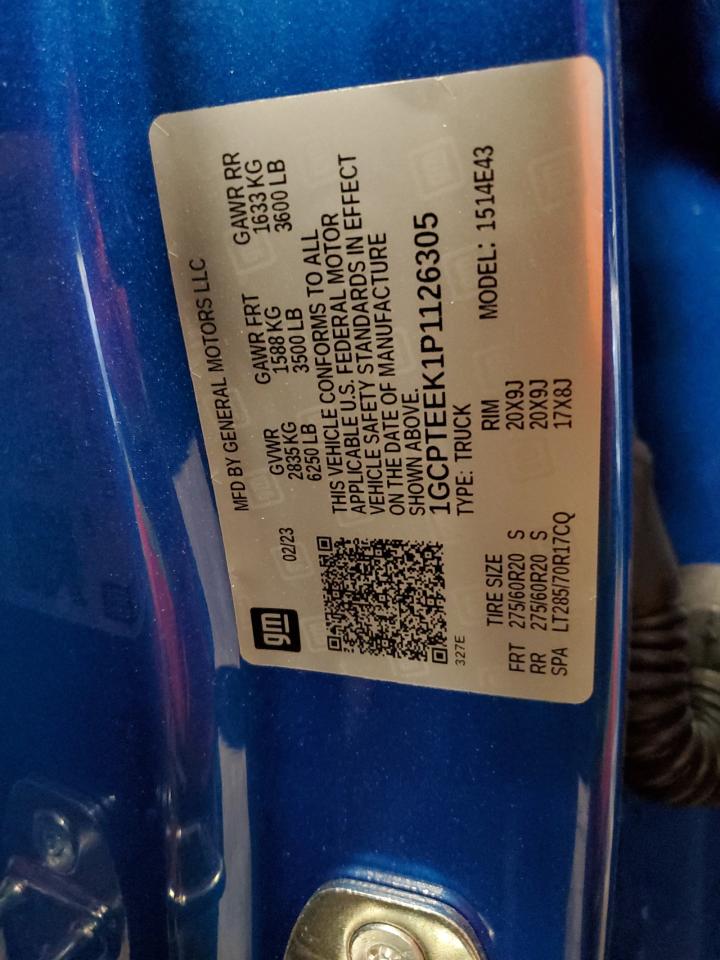 gm
MFD BY GENERAL MOTORS LLC
02/23
GVWR GAWR FRT GAWR RR
2835 KG 1588 KG 1633 KG
6250 LB 3500 LB 3600 LB
THIS VEHICLE CONFORMS TO ALL
APPLICABLE U.S. FEDERAL MOTOR
VEHICLE SAFETY STANDARDS IN EFFECT
ON THE DATE OF MANUFACTURE
SHOWN ABOVE.
1GCPTEEK1P1126305
327E
TYPE: TRUCK MODEL: 1514E43
TIRE SIZE RIM
FRT 275/60R20 S 20X9J
RR 275/60R20 S 20X9J
SPA LT285/70R17CQ 17X8J